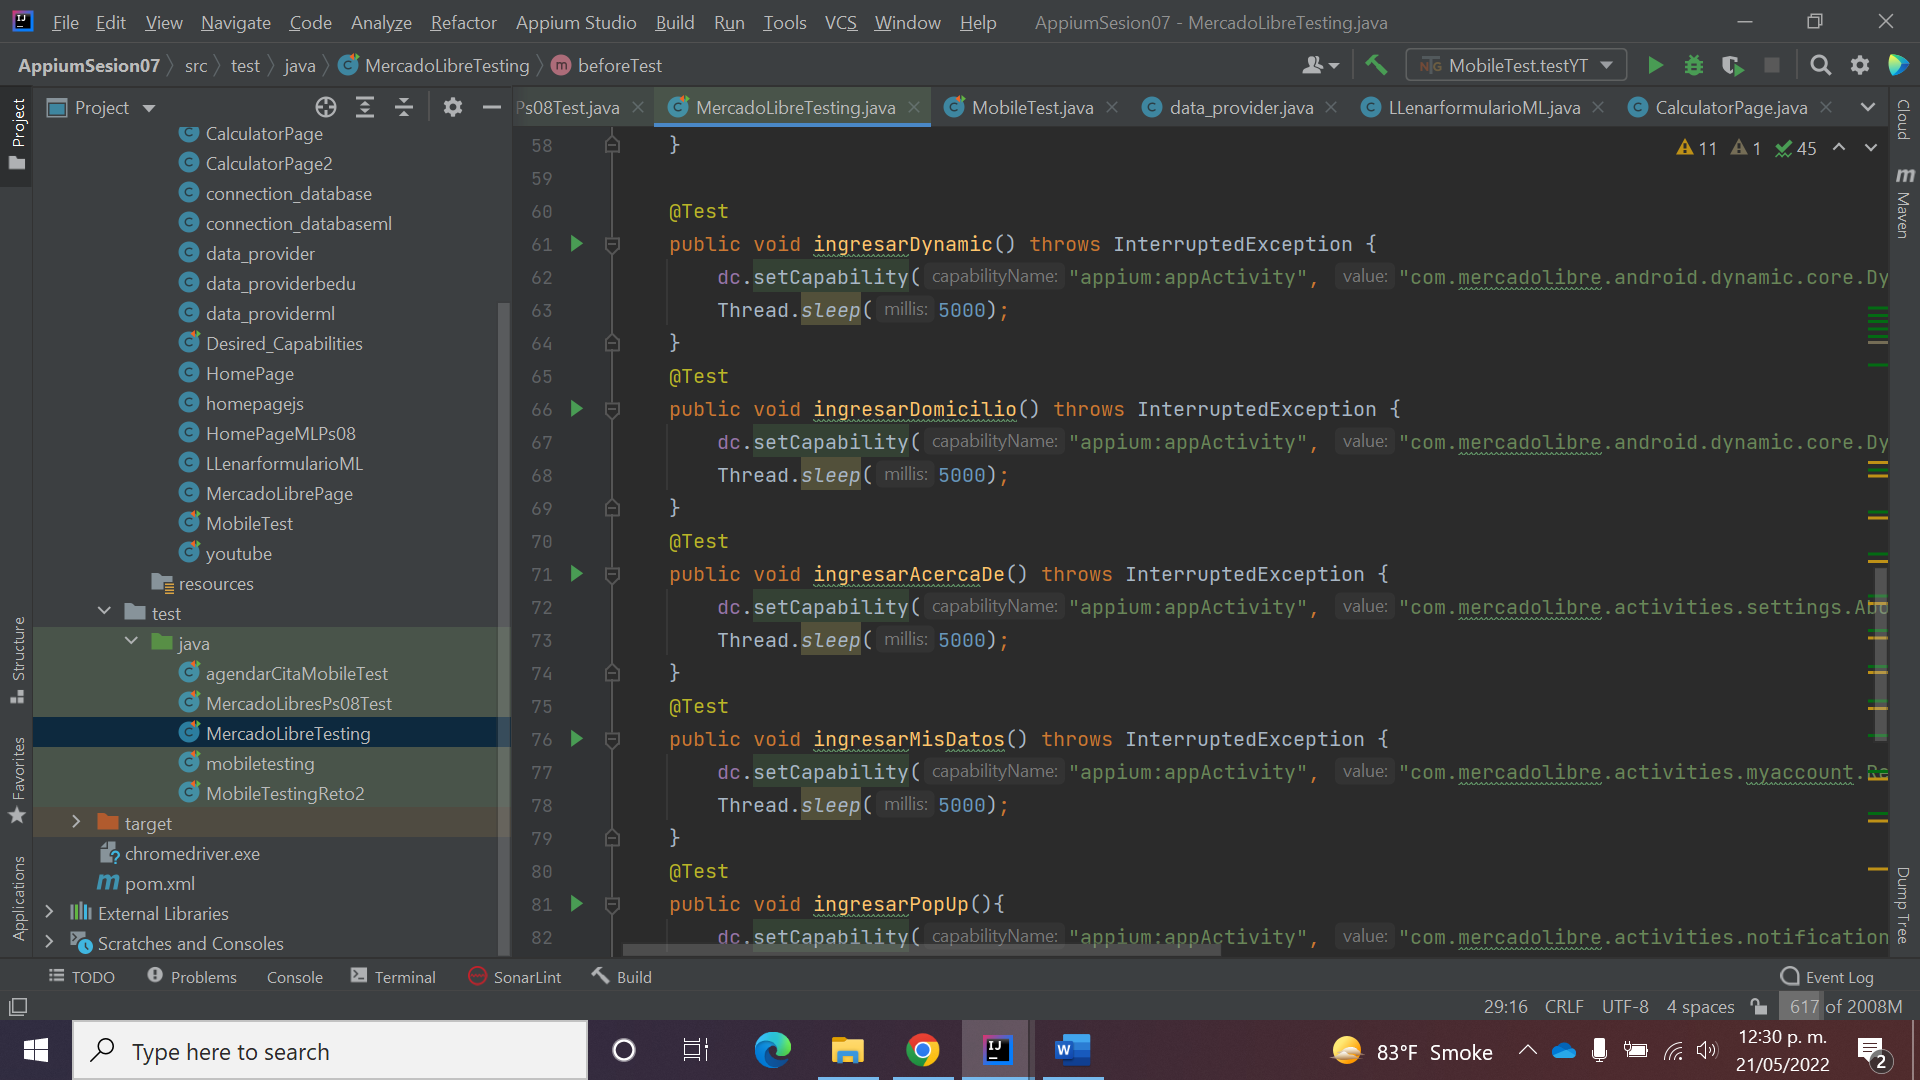 File Edit View Navigate Code Analyze Refactor Appium Studio Build Run Tools VCS Window Help AppiumSesion07 - MercadoLibreTesting.java
AppiumSesion07 src test java MercadoLibreTesting beforeTest MobileTest.testYT
Project
Ps08Test.java MercadoLibreTesting.java MobileTest.java data_provider.java LLenarformularioML.java CalculatorPage.java
11 1 45
Project
Structure
Favorites
Applications
CalculatorPage
CalculatorPage2
connection_database
connection_databaseml
data_provider
data_providerbedu
data_providerml
Desired_Capabilities
HomePage
homepagejs
HomePageMLPs08
LLenarformularioML
MercadoLibrePage
MobileTest
youtube
resources
test
java
agendarCitaMobileTest
MercadoLibresPs08Test
MercadoLibreTesting
mobiletesting
MobileTestingReto2
target
chromedriver.exe
pom.xml
External Libraries
Scratches and Consoles
58 }
59
60 @Test
61 public void ingresarDynamic() throws InterruptedException {
62 dc.setCapability( capabilityName: "appium:appActivity", value: "com.mercadolibre.android.dynamic.core.Dy
63 Thread.sleep( millis: 5000);
64 }
65 @Test
66 public void ingresarDomicilio() throws InterruptedException {
67 dc.setCapability( capabilityName: "appium:appActivity", value: "com.mercadolibre.android.dynamic.core.Dy
68 Thread.sleep( millis: 5000);
69 }
70 @Test
71 public void ingresarAcercaDe() throws InterruptedException {
72 dc.setCapability( capabilityName: "appium:appActivity", value: "com.mercadolibre.activities.settings.Abo
73 Thread.sleep( millis: 5000);
74 }
75 @Test
76 public void ingresarMisDatos() throws InterruptedException {
77 dc.setCapability( capabilityName: "appium:appActivity", value: "com.mercadolibre.activities.myaccount.Re
78 Thread.sleep( millis: 5000);
79 }
80 @Test
81 public void ingresarPopUp(){
82 dc.setCapability( capabilityName: "appium:appActivity", value: "com.mercadolibre.activities.notification
Cloud
Maven
Dump Tree
TODO Problems Console Terminal SonarLint Build Event Log
29:16 CRLF UTF-8 4 spaces 617 of 2008M
Type here to search
83°F Smoke
12:30 p. m.
21/05/2022
2